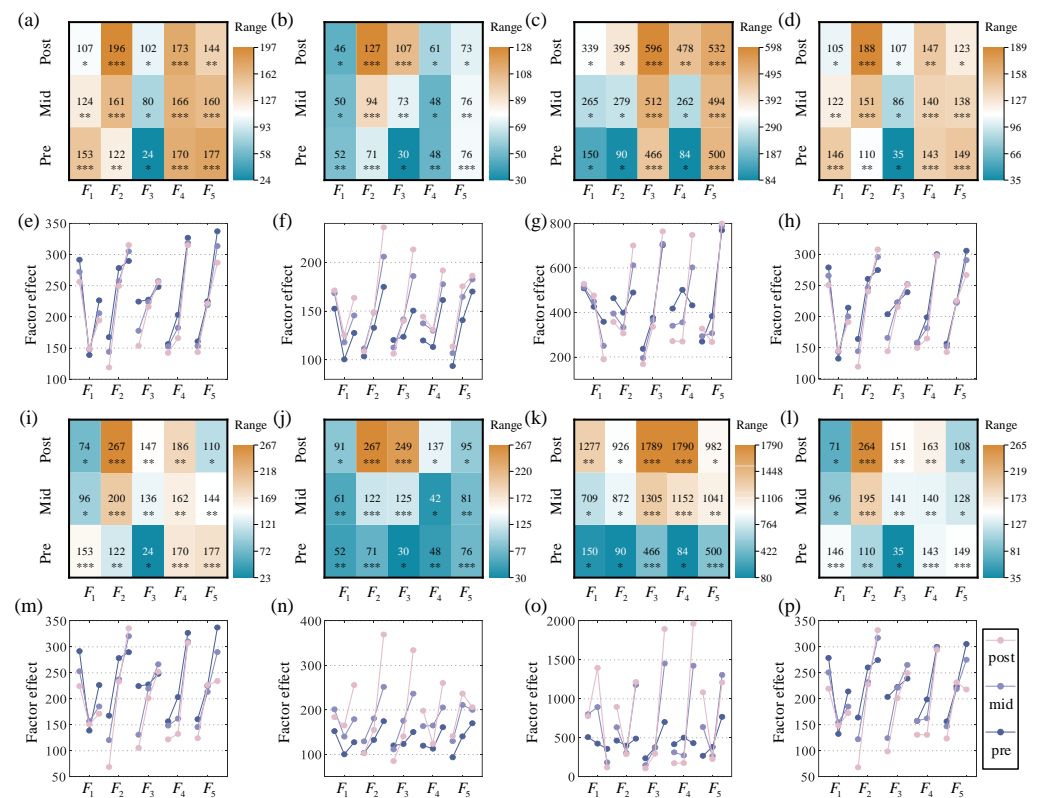 (a) Range (b) Range (c) Range (d) Range
Post 107 196 102 173 144 197
* *** * *** **
162
Mid 124 161 80 166 160 127
** *** * *** ***
93
Pre 153 122 24 170 177 58
*** ** * *** *** 24
F1 F2 F3 F4 F5
46 127 107 61 73 128
* *** *** * *
109
50 94 73 48 76 89
* *** ** * **
69
52 71 30 48 76 50
** *** * ** *** 30
F1 F2 F3 F4 F5
Post 339 395 596 478 532 598
* * *** ** ***
495
Mid 265 279 512 262 494 392
* * *** * ***
290
Pre 150 90 466 84 500 187
* * *** * *** 84
F1 F2 F3 F4 F5
Post 105 188 107 147 123 189
* *** * ** *
158
Mid 122 151 86 140 138 127
** *** * *** ***
97
Pre 146 110 35 143 149 66
*** ** * *** *** 35
F1 F2 F3 F4 F5
(e) (f) (g) (h)
Factor effect
350
300
250
200
150
100
F1 F2 F3 F4 F5
200
150
100
F1 F2 F3 F4 F5
Factor effect
800
600
400
200
F1 F2 F3 F4 F5
Factor effect
300
250
200
150
100
F1 F2 F3 F4 F5
(i) Range (j) Range (k) Range (l) Range
Post 74 267 147 186 110 267
* *** ** ** *
218
Mid 96 200 136 162 144 169
* *** ** ** **
121
Pre 153 122 24 170 177 72
*** ** * *** *** 23
F1 F2 F3 F4 F5
Post 91 267 249 137 95 267
* *** *** * *
220
Mid 61 122 125 42 81 172
** *** *** * **
125
Pre 52 71 30 48 76 77
** *** * ** *** 30
F1 F2 F3 F4 F5
Post 1277 926 1789 1790 982 1790
** * *** *** *
1448
Mid 709 872 1305 1152 1041 1106
* * *** ** **
764
Pre 150 90 466 84 500 422
* * *** * *** 80
F1 F2 F3 F4 F5
Post 71 264 151 163 108 265
* *** ** ** *
219
Mid 96 195 141 140 128 173
* *** ** ** *
127
Pre 146 110 35 143 149 81
*** ** * *** *** 35
F1 F2 F3 F4 F5
(m) (n) (o) (p)
Factor effect
350
300
250
200
150
100
50
F1 F2 F3 F4 F5
Factor effect
400
300
200
100
F1 F2 F3 F4 F5
Factor effect
2000
1500
1000
500
0
F1 F2 F3 F4 F5
Factor effect
350
300
250
200
150
100
50
F1 F2 F3 F4 F5
post
mid
pre